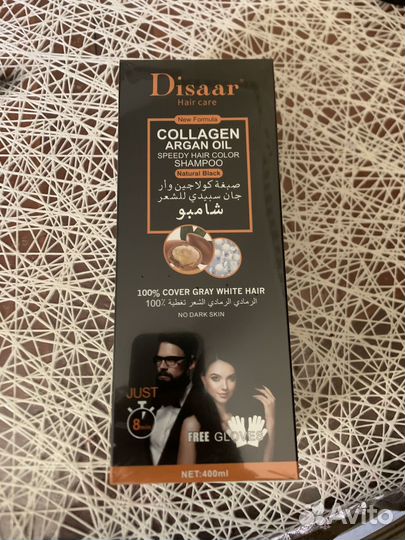 Disaar
Hair care
New Formula
COLLAGEN
ARGAN OIL
SPEEDY HAIR COLOR
SHAMPOO
Natural Black
صبغة كولاجين وأر
جان سبيدي للشعر
شامبو
100% COVER GRAY WHITE HAIR
الرمادي الرمادي الشعر تغطية ٪100
NO DARK SKIN
JUST
8min
FREE GLOVES
NET:400ml
Avito